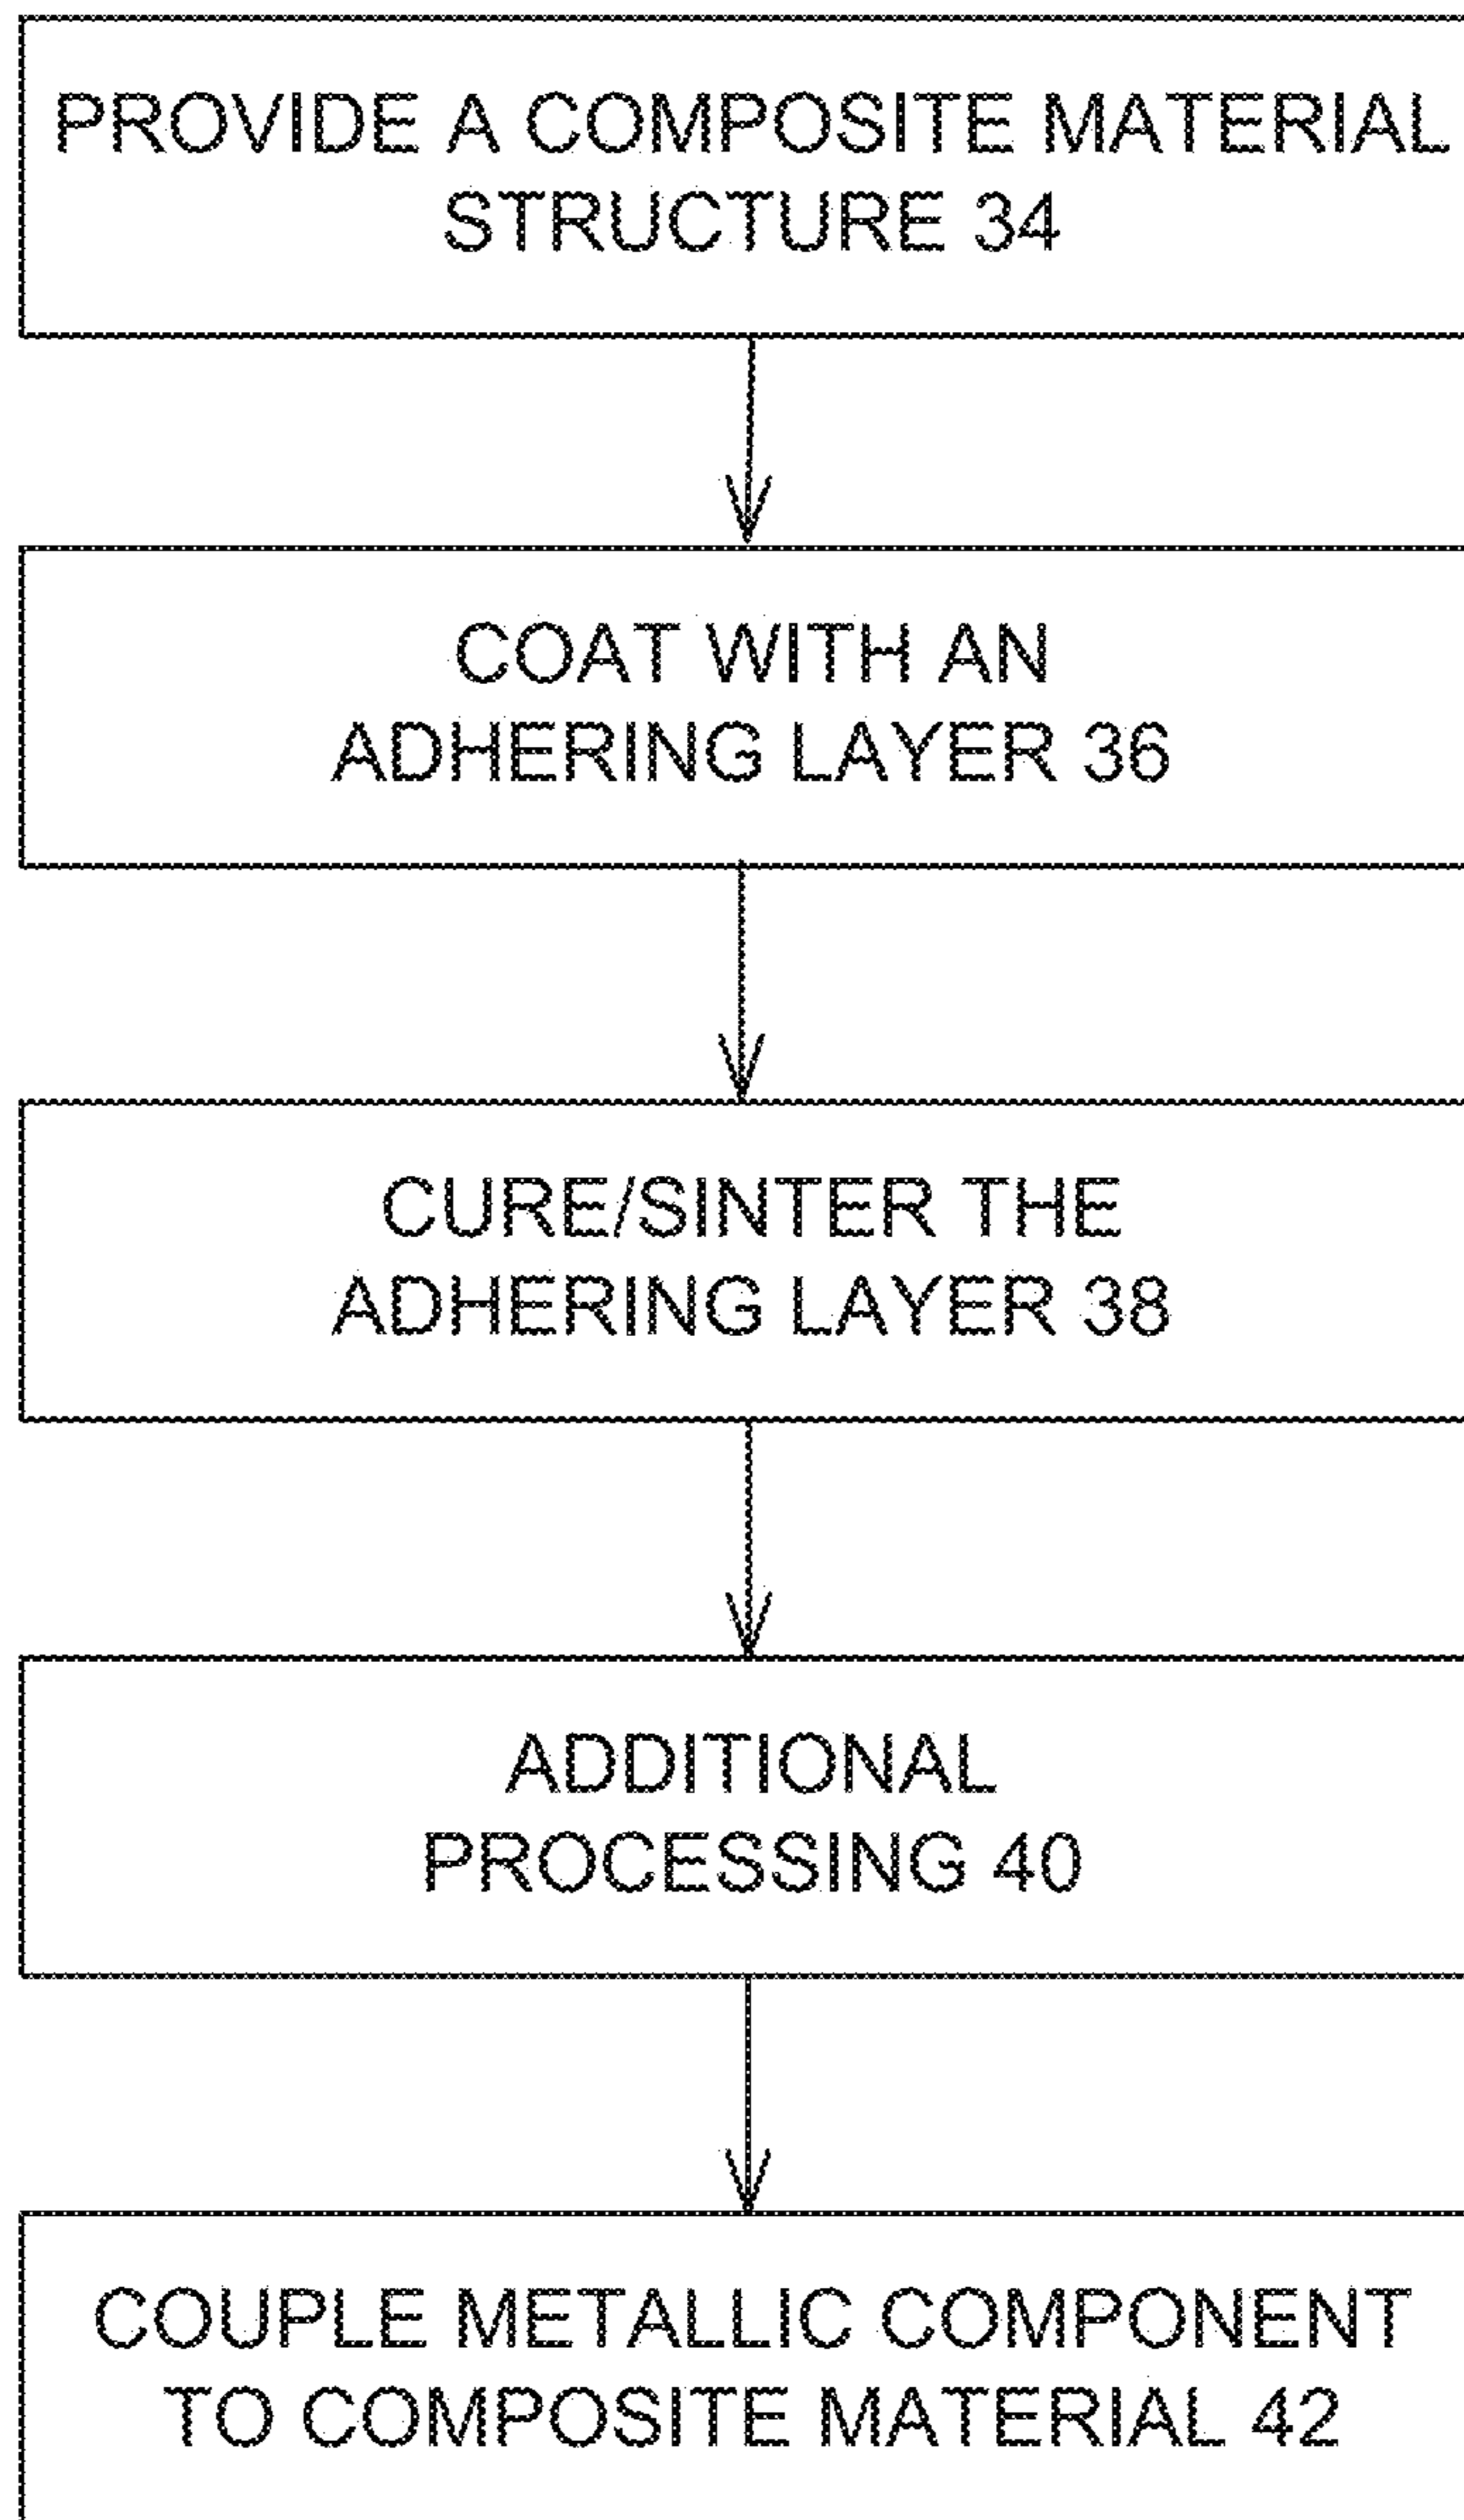 PROVIDE A COMPOSITE MATERIAL
STRUCTURE 34
COAT WITH AN
ADHERING LAYER 36
CURE/SINTER THE
ADHERING LAYER 38
ADDITIONAL
PROCESSING 40
COUPLE METALLIC COMPONENT
TO COMPOSITE MATERIAL 42